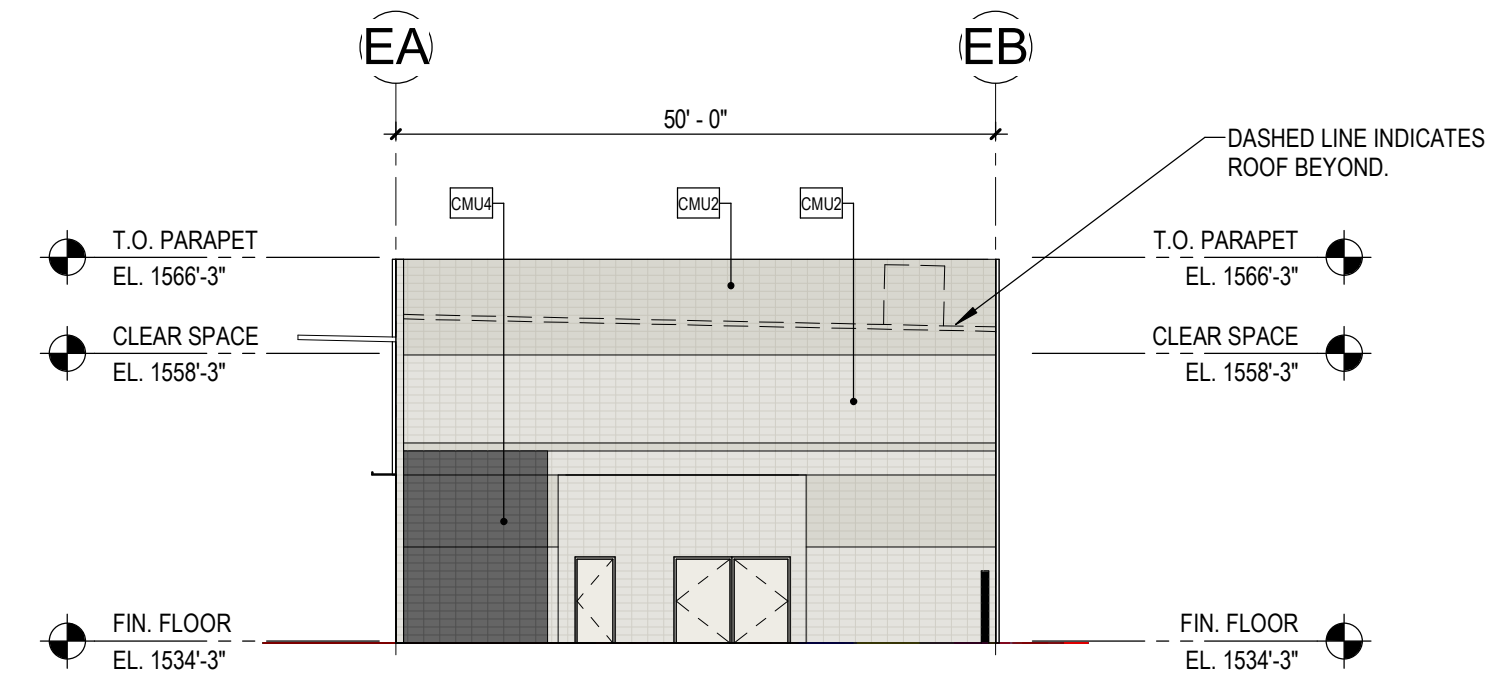 EA
EB
50' - 0"
DASHED LINE INDICATES
ROOF BEYOND.
CMU4
CMU2
CMU2
T.O. PARAPET
EL. 1566'-3"
T.O. PARAPET
EL. 1566'-3"
CLEAR SPACE
EL. 1558'-3"
CLEAR SPACE
EL. 1558'-3"
FIN. FLOOR
EL. 1534'-3"
FIN. FLOOR
EL. 1534'-3"